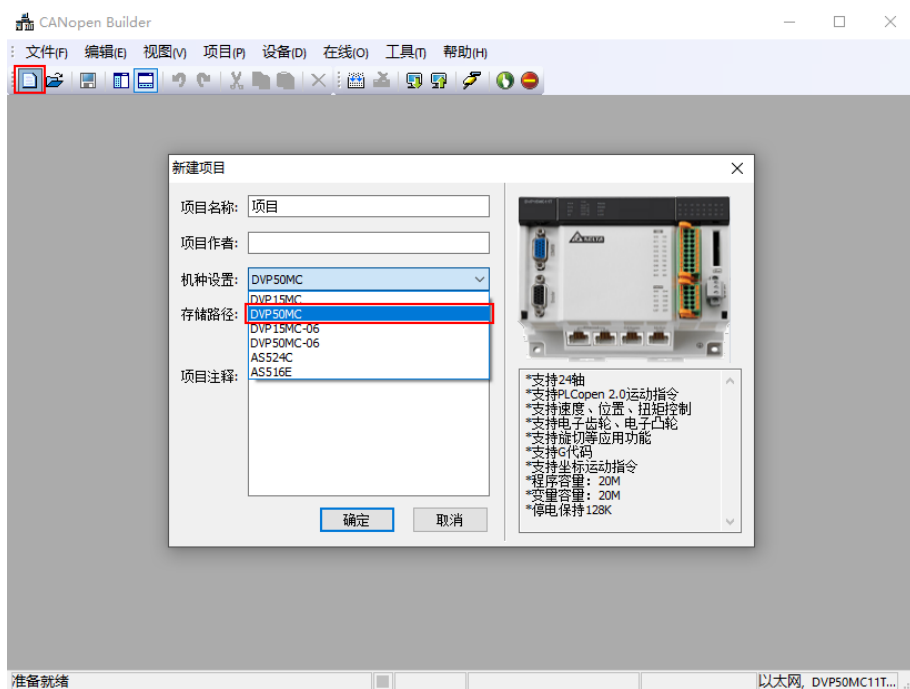 CANopen Builder
文件(F) 编辑(E) 视图(V) 项目(P) 设备(D) 在线(O) 工具(T) 帮助(H)
新建项目
项目名称: 项目
项目作者:
机种设置: DVP50MC
DVP15MC
存储路径: DVP50MC
DVP15MC-06
DVP50MC-06
AS524C
项目注释: AS516E
确定 取消
DVP50MC11T
DELTA
*支持24轴
*支持PLCopen 2.0运动指令
*支持速度、位置、扭矩控制
*支持电子齿轮、电子凸轮
*支持旋切等应用功能
*支持G代码
*支持坐标运动指令
*程序容量：20M
*变量容量：20M
*停电保持128K
准备就绪 以太网, DVP50MC11T...